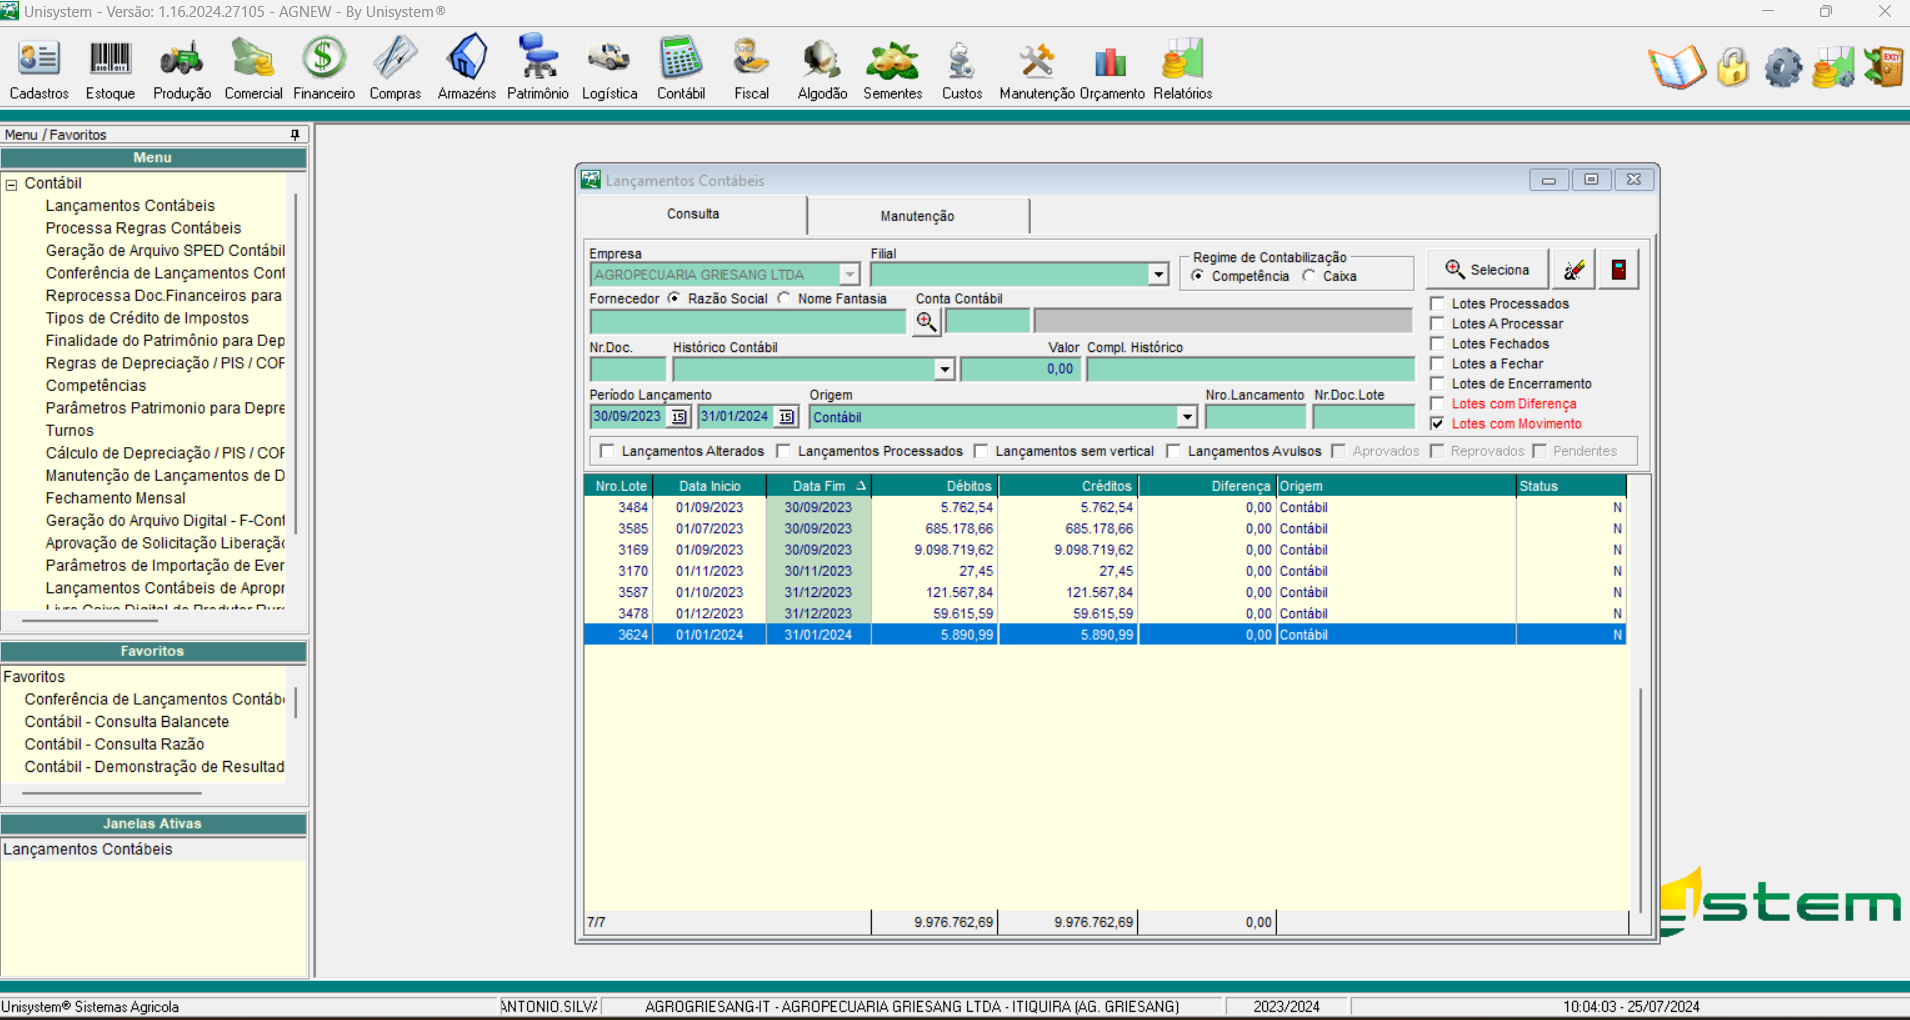 Unisystem - Versão: 1.16.2024.27105 - AGNEW - By Unisystem®
Cadastros Estoque Produção Comercial Financeiro Compras Armazéns Patrimônio Logística Contábil Fiscal Algodão Sementes Custos Manutenção Orçamento Relatórios
EXIT
Menu / Favoritos
Menu
Contábil
Lançamentos Contábeis
Processa Regras Contábeis
Geração de Arquivo SPED Contábil
Conferência de Lançamentos Cont
Reprocessa Doc.Financeiros para
Tipos de Crédito de Impostos
Finalidade do Patrimônio para Dep
Regras de Depreciação / PIS / COF
Competências
Parâmetros Patrimonio para Depre
Turnos
Cálculo de Depreciação / PIS / COF
Manutenção de Lançamentos de D
Fechamento Mensal
Geração do Arquivo Digital - F-Cont
Aprovação de Solicitação Liberação
Parâmetros de Importação de Ever
Lançamentos Contábeis de Apropr
Livro Caixa Digital do Produtor Rur
Favoritos
Favoritos
Conferência de Lançamentos Contáb
Contábil - Consulta Balancete
Contábil - Consulta Razão
Contábil - Demonstração de Resultad
Janelas Ativas
Lançamentos Contábeis
Lançamentos Contábeis
Consulta Manutenção
Empresa Filial Regime de Contabilização
AGROPECUARIA GRIESANG LTDA Competência Caixa Seleciona
Fornecedor Razão Social Nome Fantasia Conta Contábil
Lotes Processados
Lotes A Processar
Lotes Fechados
Lotes a Fechar
Lotes de Encerramento
Lotes com Diferença
Lotes com Movimento
Nr.Doc. Histórico Contábil Valor Compl. Histórico
0,00
Período Lançamento Origem Nro.Lancamento Nr.Doc.Lote
30/09/2023 15 31/01/2024 15 Contábil
Lançamentos Alterados Lançamentos Processados Lançamentos sem vertical Lançamentos Avulsos Aprovados Reprovados Pendentes
Nro.Lote Data Inicio Data Fim Débitos Créditos Diferença Origem Status
3484 01/09/2023 30/09/2023 5.762,54 5.762,54 0,00 Contábil N
3585 01/07/2023 30/09/2023 685.178,66 685.178,66 0,00 Contábil N
3169 01/09/2023 30/09/2023 9.098.719,62 9.098.719,62 0,00 Contábil N
3170 01/11/2023 30/11/2023 27,45 27,45 0,00 Contábil N
3587 01/10/2023 31/12/2023 121.567,84 121.567,84 0,00 Contábil N
3478 01/12/2023 31/12/2023 59.615,59 59.615,59 0,00 Contábil N
3624 01/01/2024 31/01/2024 5.890,99 5.890,99 0,00 Contábil N
7/7 9.976.762,69 9.976.762,69 0,00
ystem
Unisystem® Sistemas Agricola ANTONIO.SILVA AGROGRIESANG-IT - AGROPECUARIA GRIESANG LTDA - ITIQUIRA (AG. GRIESANG) 2023/2024 10:04:03 - 25/07/2024